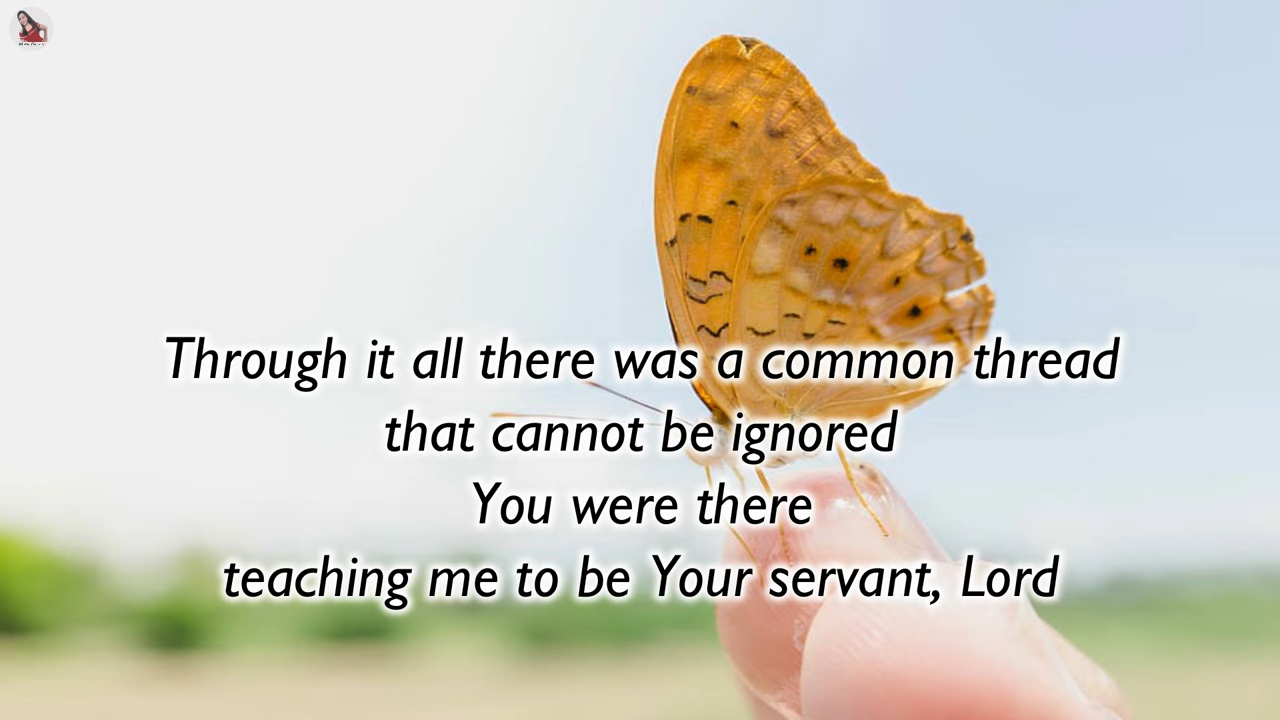 Through it all there was a common thread
that cannot be ignored
You were there
teaching me to be Your servant, Lord